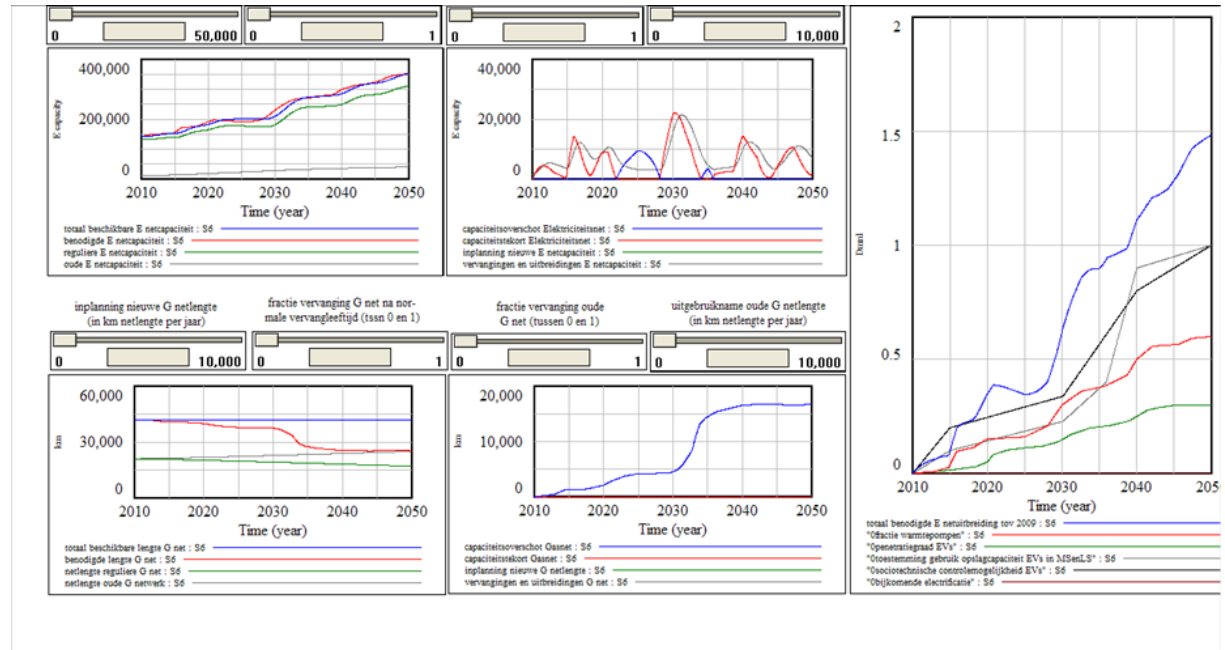 0 50,000
0 1
0 1
0 10,000
400,000
200,000
0
E capacity
2010 2020 2030 2040 2050
Time (year)
totaal beschikbare E netcapaciteit : S6
benodigde E netcapaciteit : S6
reguliere E netcapaciteit : S6
oude E netcapaciteit : S6
40,000
20,000
0
2010 2020 2030 2040 2050
Time (year)
capaciteitsoverschot Elektriciteitsnet : S6
capaciteitstekort Elektriciteitsnet : S6
inplanning nieuwe E netcapaciteit : S6
vervangingen en uitbreidingen E netcapaciteit : S6
inplanning nieuwe G netlengte
(in km netlengte per jaar)
fractie vervanging G net na nor-
male vervangleeftijd (tssn 0 en 1)
fractie vervanging oude
G net (tussen 0 en 1)
uitgebruikname oude G netlengte
(in km netlengte per jaar)
0 10,000
0 1
0 1
0 10,000
60,000
30,000
0
km
2010 2020 2030 2040 2050
Time (year)
totaal beschikbare lengte G net : S6
benodigde lengte G net : S6
netlengte reguliere G net : S6
netlengte oude G netwerk : S6
20,000
10,000
0
km
2010 2020 2030 2040 2050
Time (year)
capaciteitsoverschot Gasnet : S6
capaciteitstekort Gasnet : S6
inplanning nieuwe G netlengte : S6
vervangingen en uitbreidingen G net : S6
2
1.5
1
0.5
0
Dmnl
2010 2020 2030 2040 2050
Time (year)
totaal benodigde E netuitbreiding tov 2009 : S6
"0fractie warmtepompen" : S6
"0penetratiegraad EVs" : S6
"0toestemming gebruik opslagcapaciteit EVs in MSenLS" : S6
"0sociotechnische controlemogelijkheid EVs" : S6
"0bijkomende electrificatie" : S6